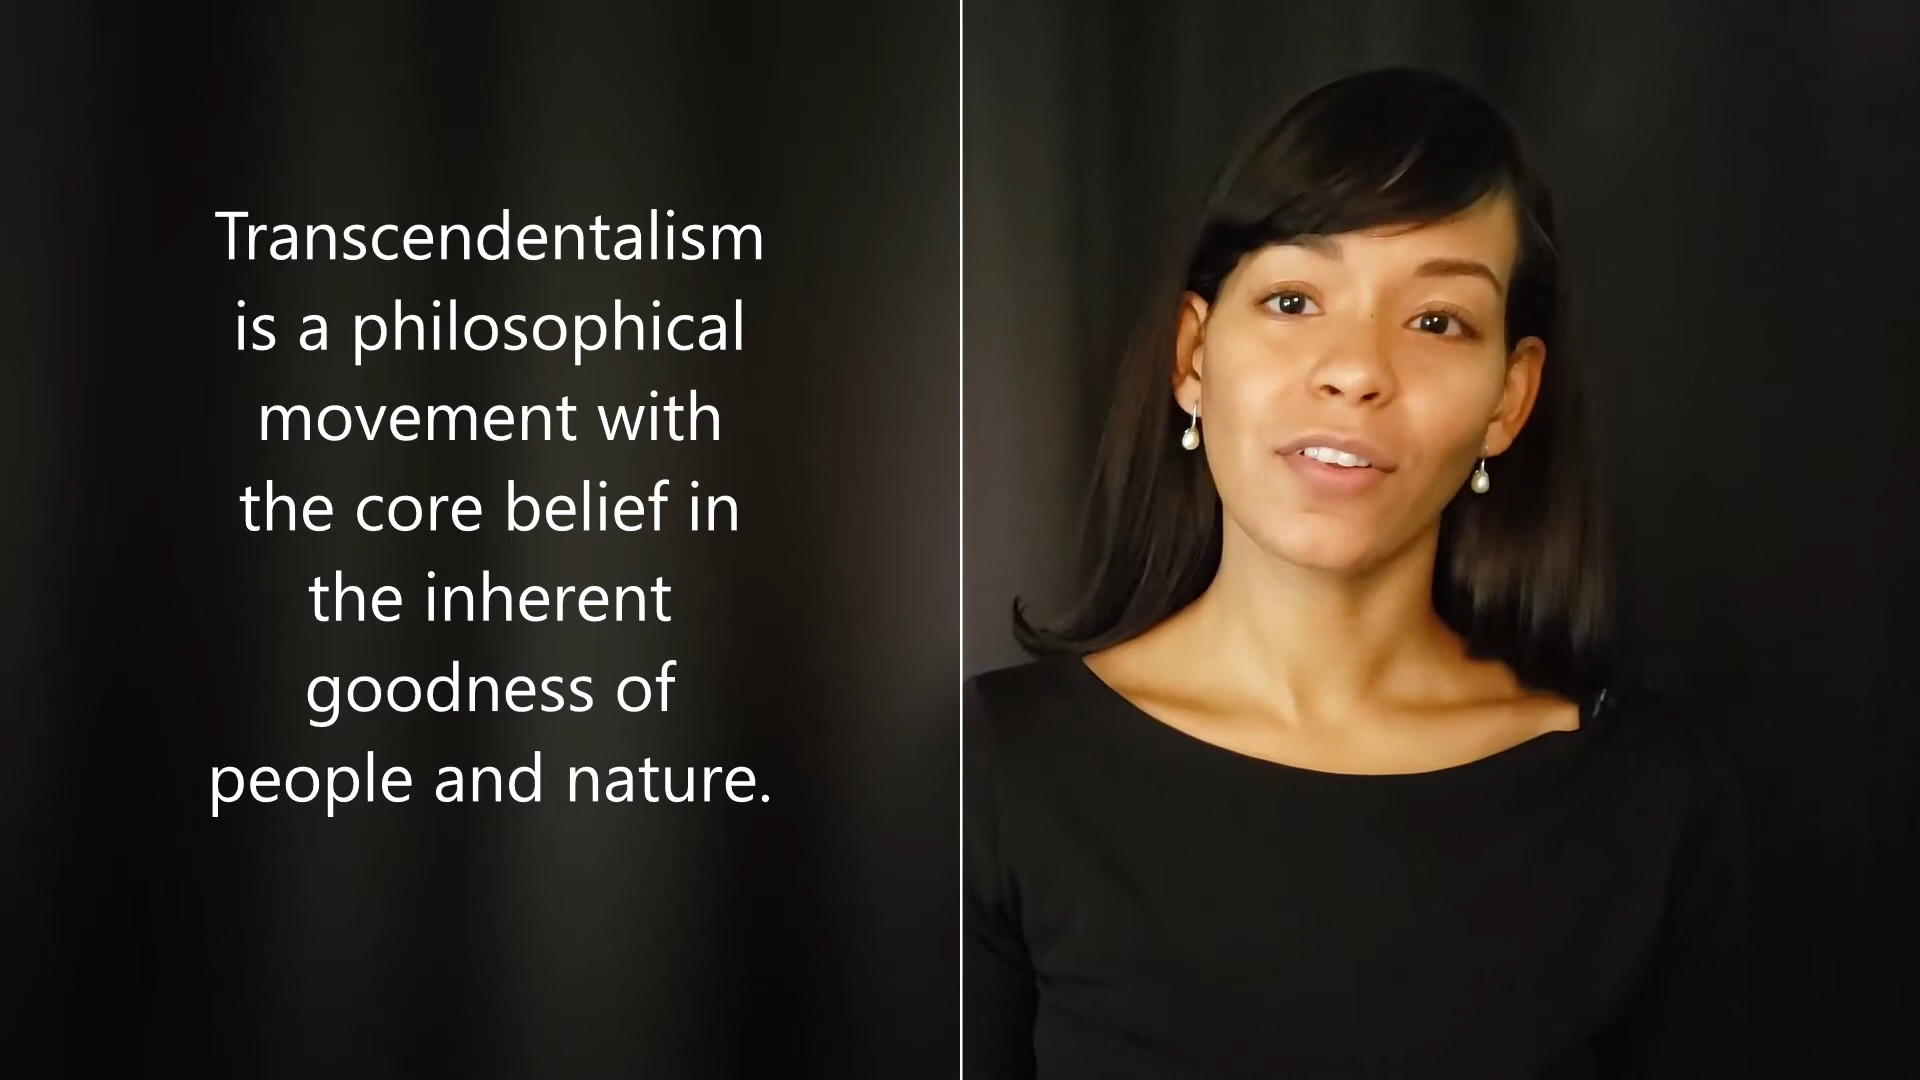 Transcendentalism
is a philosophical
movement with
the core belief in
the inherent
goodness of
people and nature.